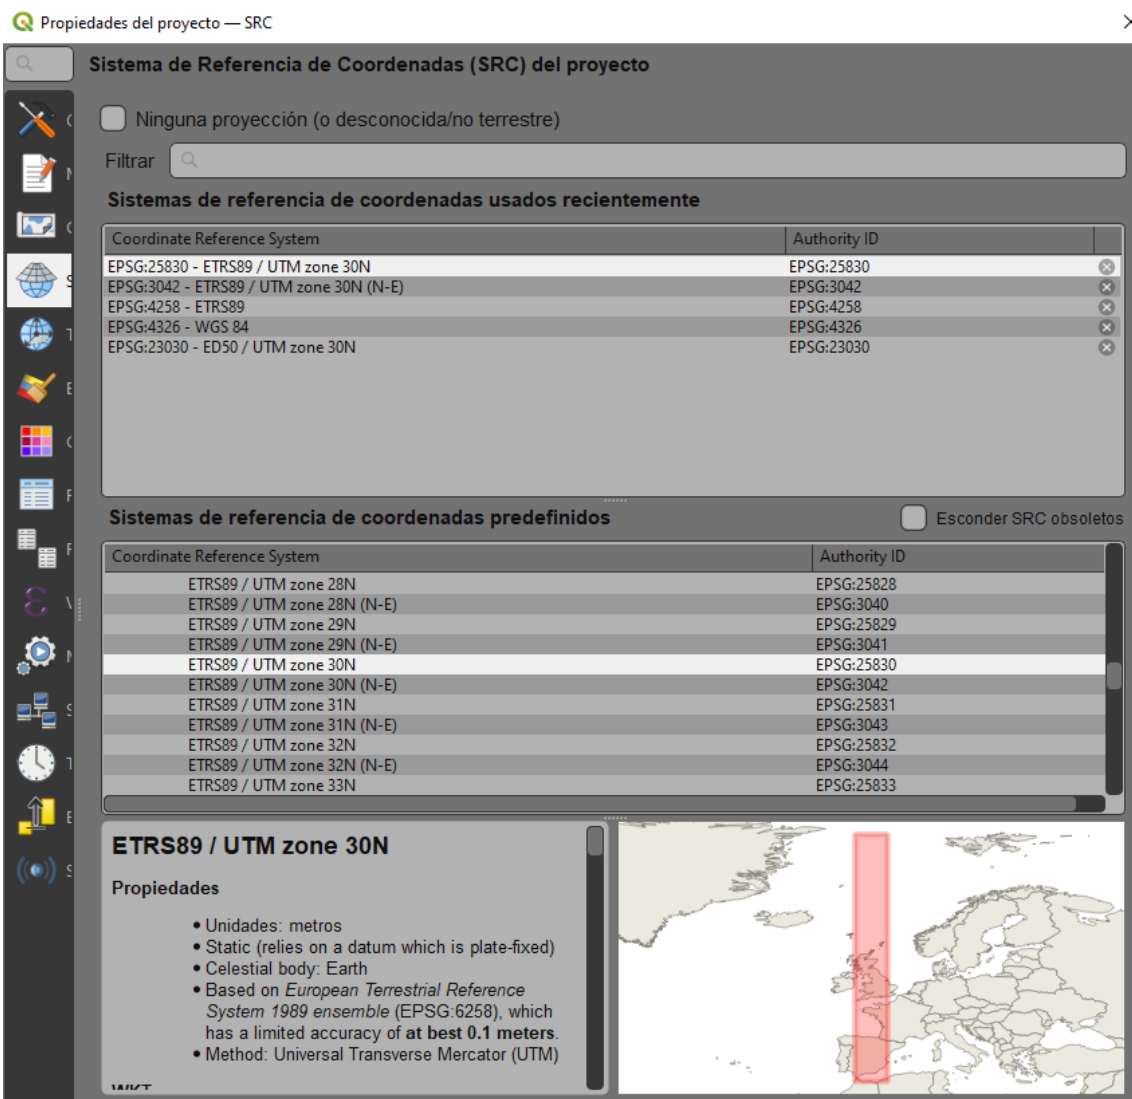 Propiedades del proyecto — SRC
Sistema de Referencia de Coordenadas (SRC) del proyecto
Ninguna proyección (o desconocida/no terrestre)
Filtrar
Sistemas de referencia de coordenadas usados recientemente
Coordinate Reference System Authority ID
EPSG:25830 - ETRS89 / UTM zone 30N EPSG:25830
EPSG:3042 - ETRS89 / UTM zone 30N (N-E) EPSG:3042
EPSG:4258 - ETRS89 EPSG:4258
EPSG:4326 - WGS 84 EPSG:4326
EPSG:23030 - ED50 / UTM zone 30N EPSG:23030
Sistemas de referencia de coordenadas predefinidos Esconder SRC obsoletos
Coordinate Reference System Authority ID
ETRS89 / UTM zone 28N EPSG:25828
ETRS89 / UTM zone 28N (N-E) EPSG:3040
ETRS89 / UTM zone 29N EPSG:25829
ETRS89 / UTM zone 29N (N-E) EPSG:3041
ETRS89 / UTM zone 30N EPSG:25830
ETRS89 / UTM zone 30N (N-E) EPSG:3042
ETRS89 / UTM zone 31N EPSG:25831
ETRS89 / UTM zone 31N (N-E) EPSG:3043
ETRS89 / UTM zone 32N EPSG:25832
ETRS89 / UTM zone 32N (N-E) EPSG:3044
ETRS89 / UTM zone 33N EPSG:25833
ETRS89 / UTM zone 30N
Propiedades
• Unidades: metros
• Static (relies on a datum which is plate-fixed)
• Celestial body: Earth
• Based on European Terrestrial Reference
System 1989 ensemble (EPSG:6258), which
has a limited accuracy of at best 0.1 meters.
• Method: Universal Transverse Mercator (UTM)